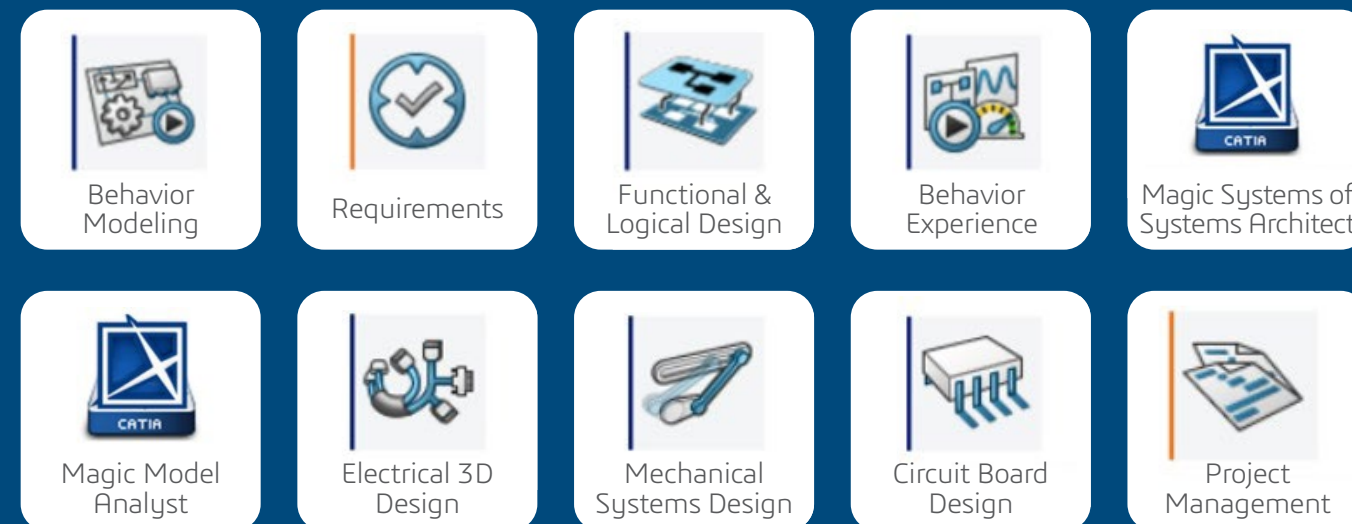 Behavior
Modeling
Requirements
Functional &
Logical Design
Behavior
Experience
CATIA
Magic Systems of
Systems Architect
CATIA
Magic Model
Analyst
Electrical 3D
Design
Mechanical
Systems Design
Circuit Board
Design
Project
Management